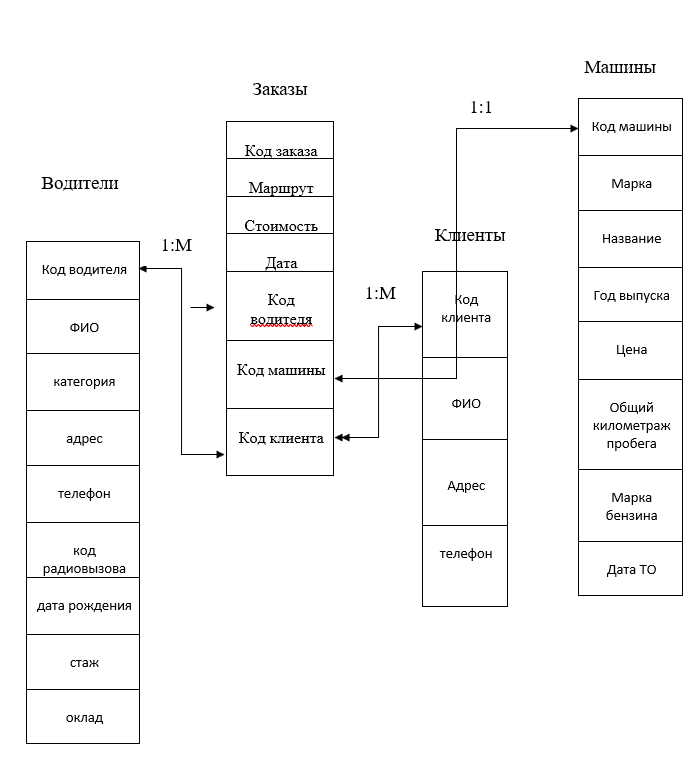 Водители
Код водителя
ФИО
категория
адрес
телефон
код
радиовызова
дата рождения
стаж
оклад
1:М
Заказы
Код заказа
Маршрут
Стоимость
Дата
Код
водителя
Код машины
Код клиента
1:М
Клиенты
Код
клиента
ФИО
Адрес
телефон
1:1
Машины
Код машины
Марка
Название
Год выпуска
Цена
Общий
километраж
пробега
Марка
бензина
Дата ТО